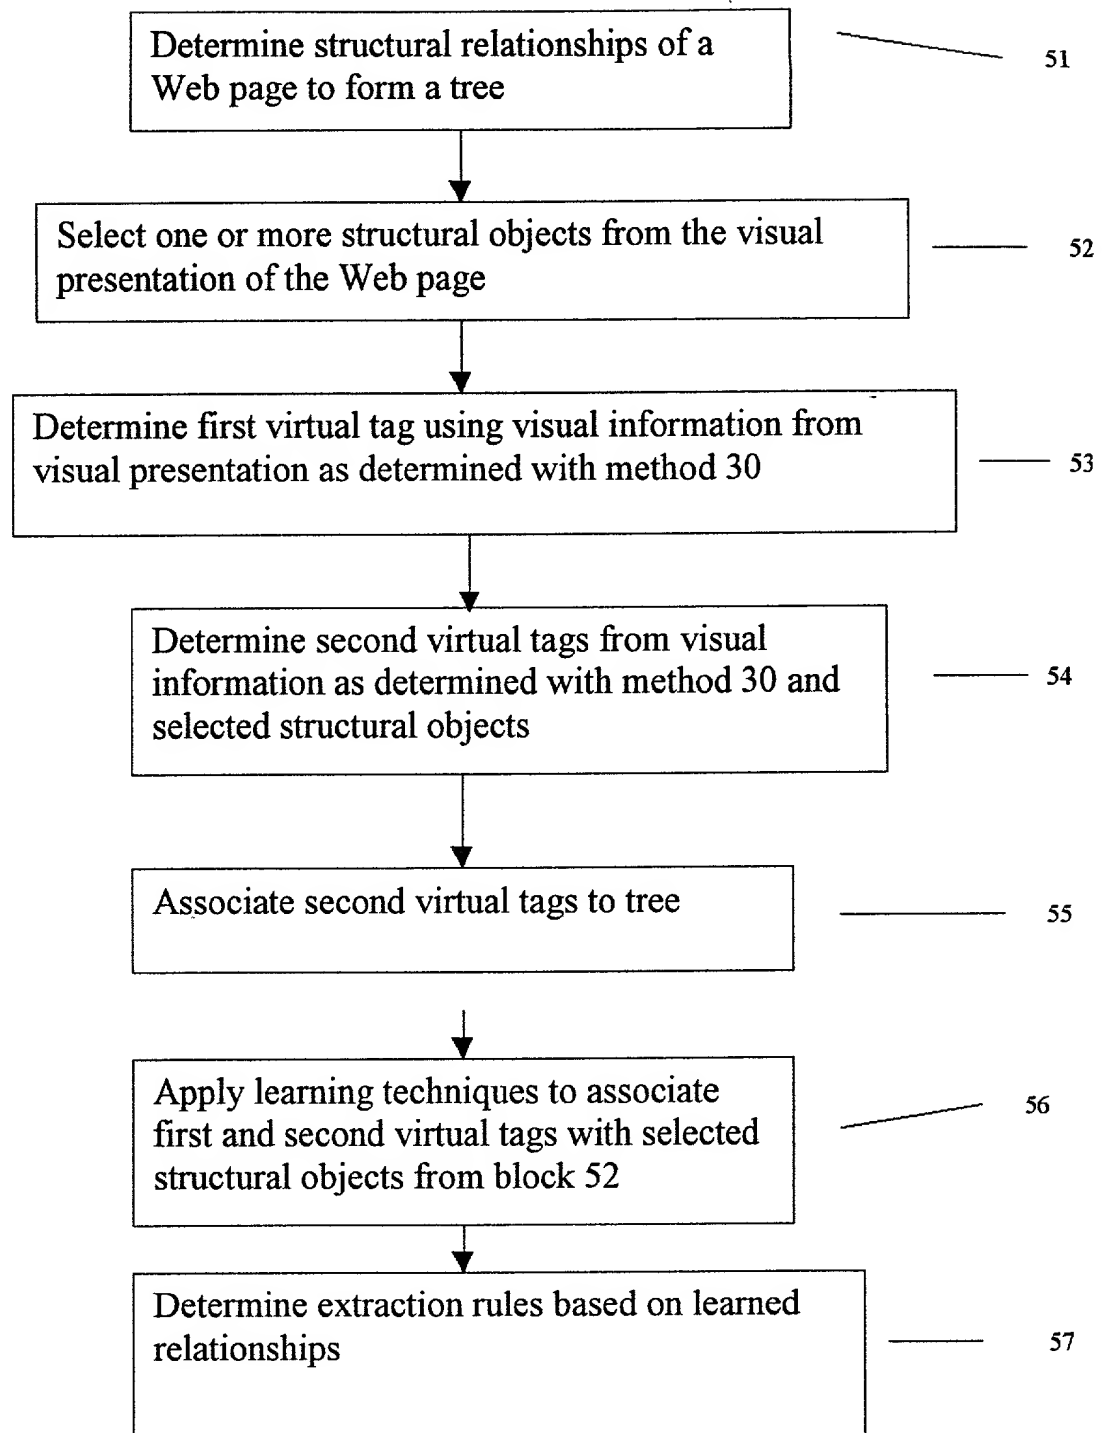 Determine structural relationships of a
Web page to form a tree
51
Select one or more structural objects from the visual
presentation of the Web page
52
Determine first virtual tag using visual information from
visual presentation as determined with method 30
53
Determine second virtual tags from visual
information as determined with method 30 and
selected structural objects
54
Associate second virtual tags to tree
55
Apply learning techniques to associate
first and second virtual tags with selected
structural objects from block 52
56
Determine extraction rules based on learned
relationships
57